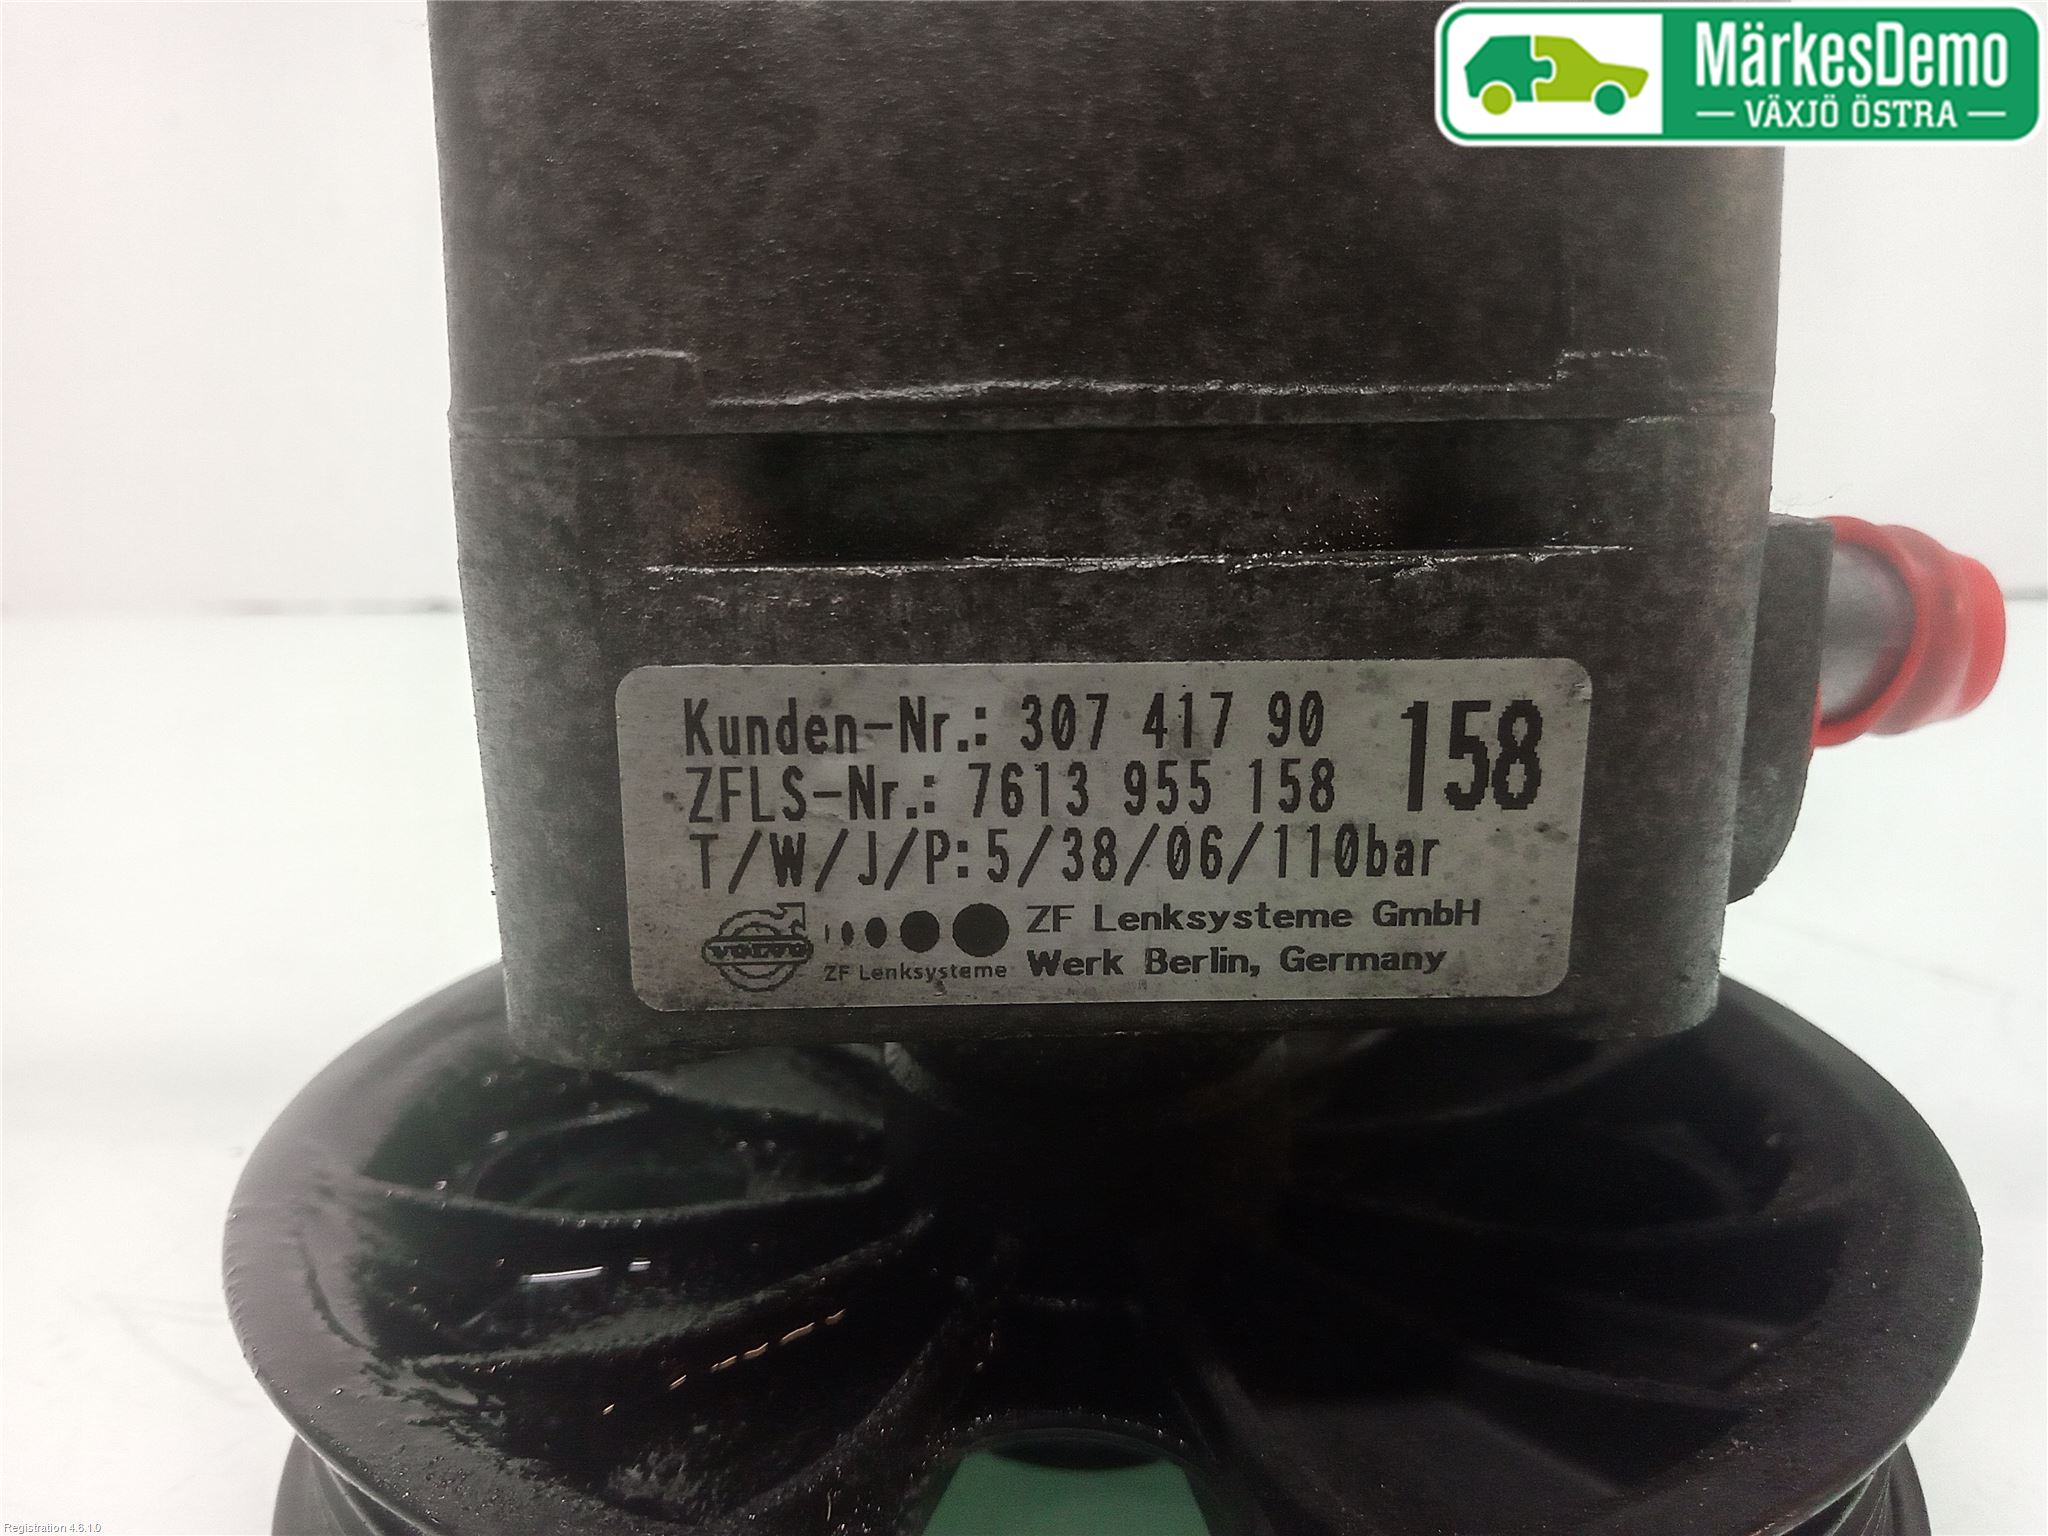 MärkesDemo
VÄXJÖ ÖSTRA
Kunden-Nr.: 307 417 90
158
ZFLS-Nr.: 7613 955 158
T/W/J/P: 5/38/06/110bar
VOLVO
ZF Lenksysteme
ZF Lenksysteme GmbH
Werk Berlin, Germany
Registration 4.6.1.0